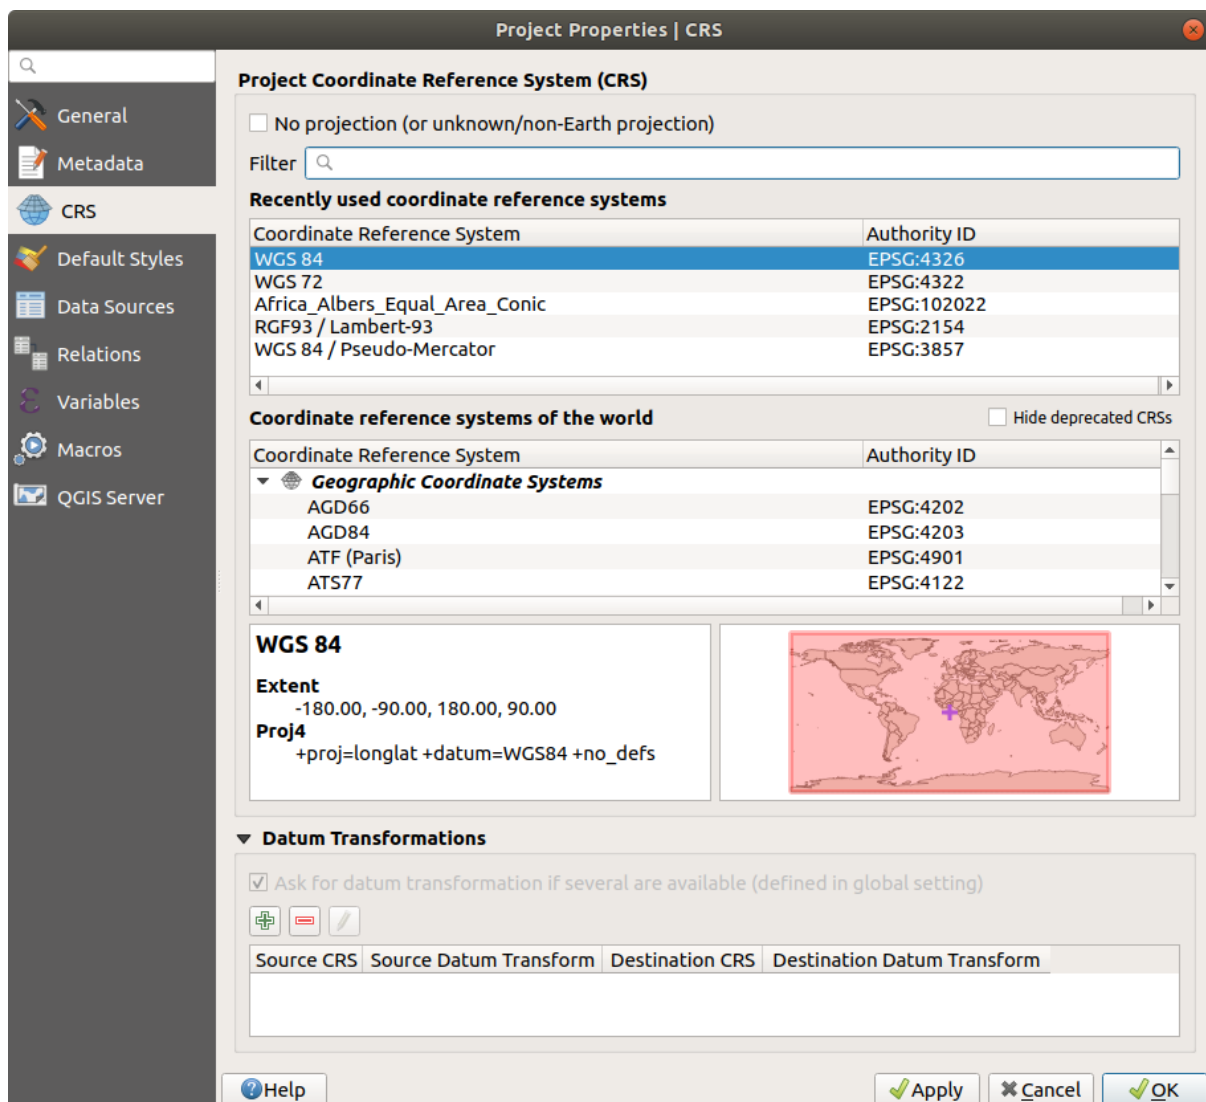 Project Properties | CRS
General
Metadata
CRS
Default Styles
Data Sources
Relations
Variables
Macros
QGIS Server
Project Coordinate Reference System (CRS)
No projection (or unknown/non-Earth projection)
Filter
Recently used coordinate reference systems
Coordinate Reference System Authority ID
WGS 84 EPSG:4326
WGS 72 EPSG:4322
Africa_Albers_Equal_Area_Conic EPSG:102022
RGF93 / Lambert-93 EPSG:2154
WGS 84 / Pseudo-Mercator EPSG:3857
Coordinate reference systems of the world Hide deprecated CRSs
Coordinate Reference System Authority ID
Geographic Coordinate Systems
AGD66 EPSG:4202
AGD84 EPSG:4203
ATF (Paris) EPSG:4901
ATS77 EPSG:4122
WGS 84
Extent
-180.00, -90.00, 180.00, 90.00
Proj4
+proj=longlat +datum=WGS84 +no_defs
Datum Transformations
Ask for datum transformation if several are available (defined in global setting)
Source CRS Source Datum Transform Destination CRS Destination Datum Transform
Help Apply Cancel OK